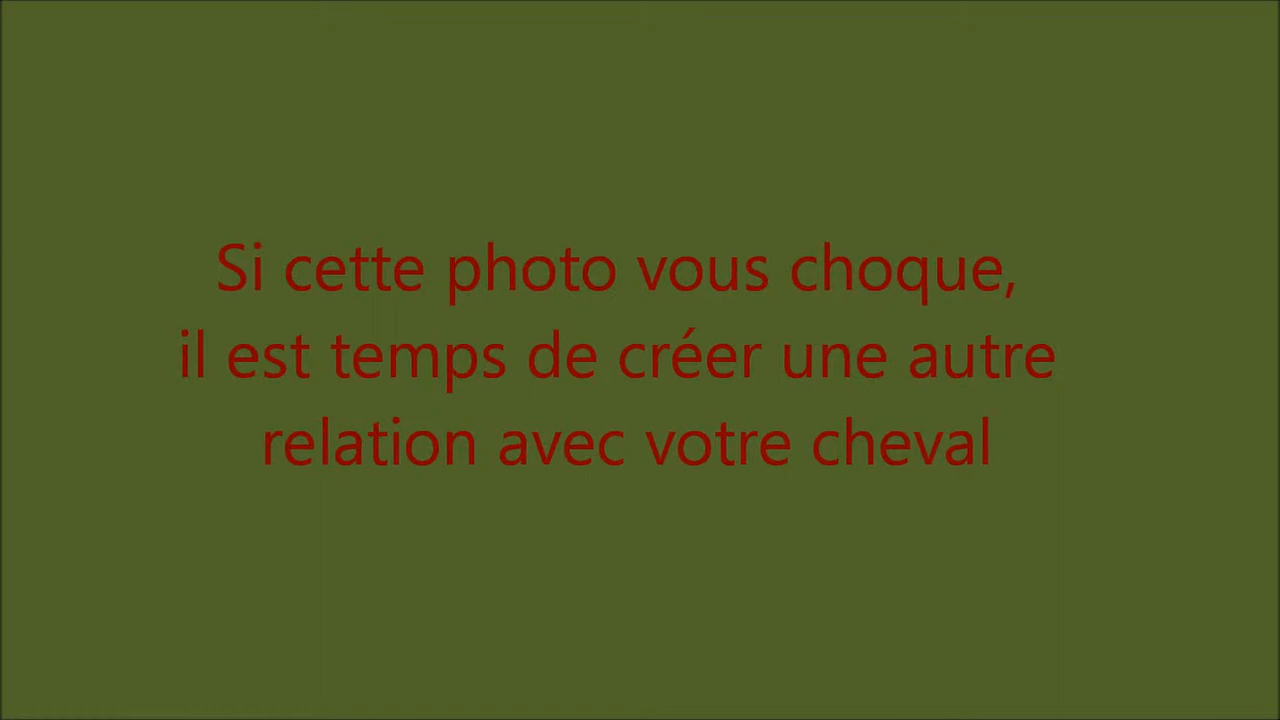 Si cette photo vous choque,
il est temps de créer une autre
relation avec votre cheval